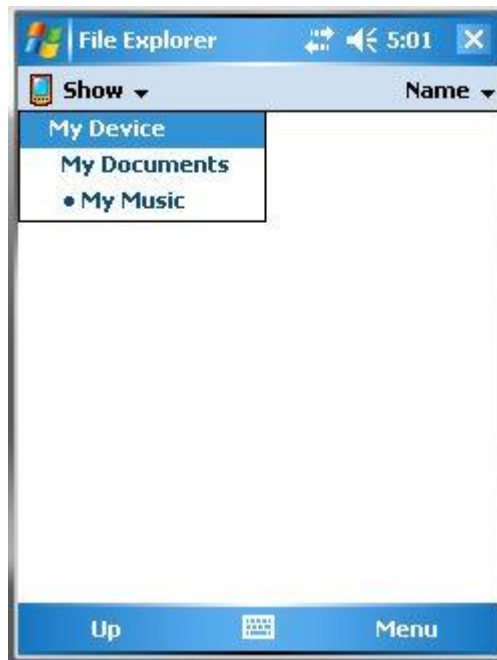 File Explorer 5:01
Show Name
My Device
My Documents
• My Music
Up Menu